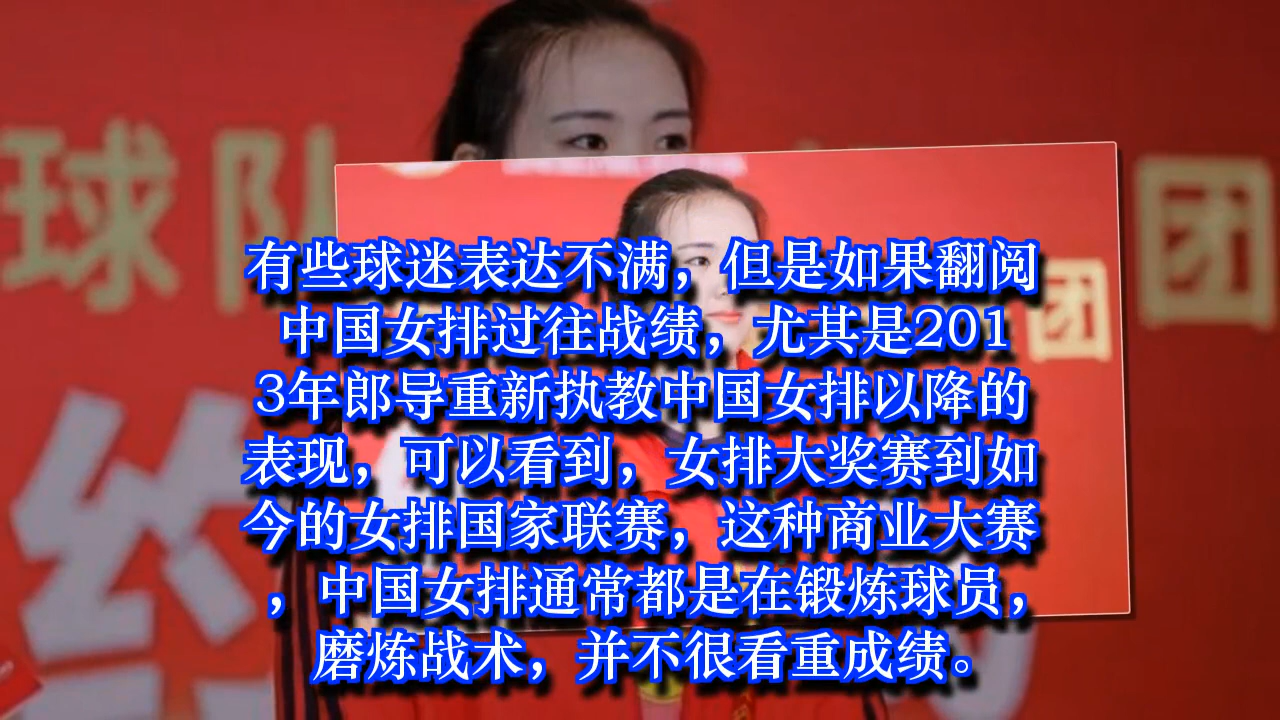 球队
团
团
有些球迷表达不满，但是如果翻阅
中国女排过往战绩，尤其是201
3年郎导重新执教中国女排以降的
表现，可以看到，女排大奖赛到如
今的女排国家联赛，这种商业大赛
，中国女排通常都是在锻炼球员，
磨炼战术，并不很看重成绩。